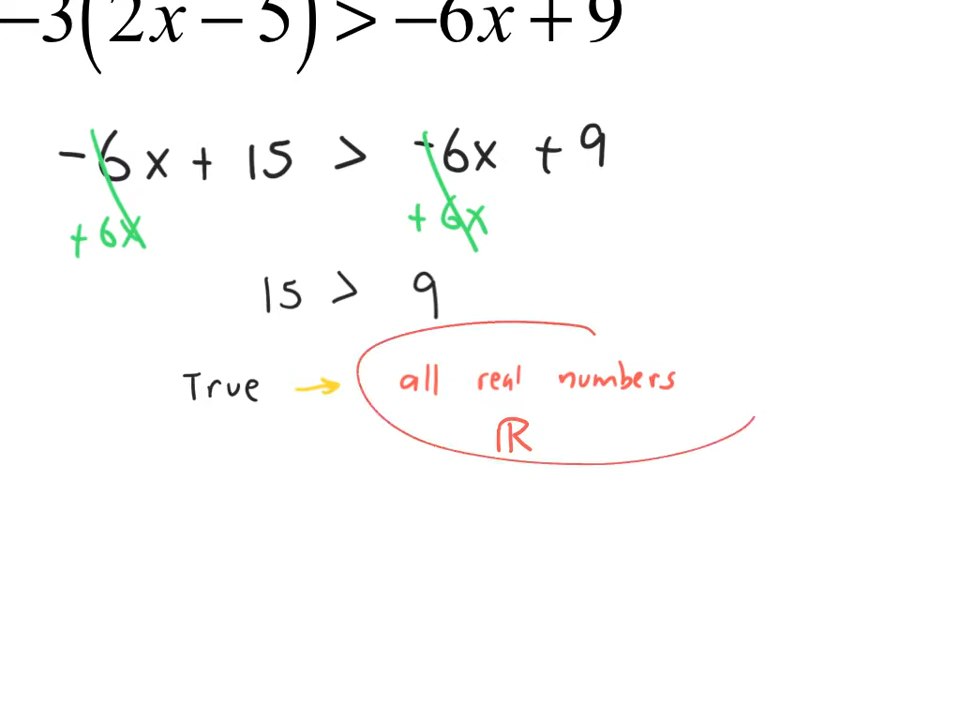 −3(2x − 5) > −6x + 9
-6x + 15 > -6x + 9
+6x +6x
15 > 9
True → all real numbers
ℝ